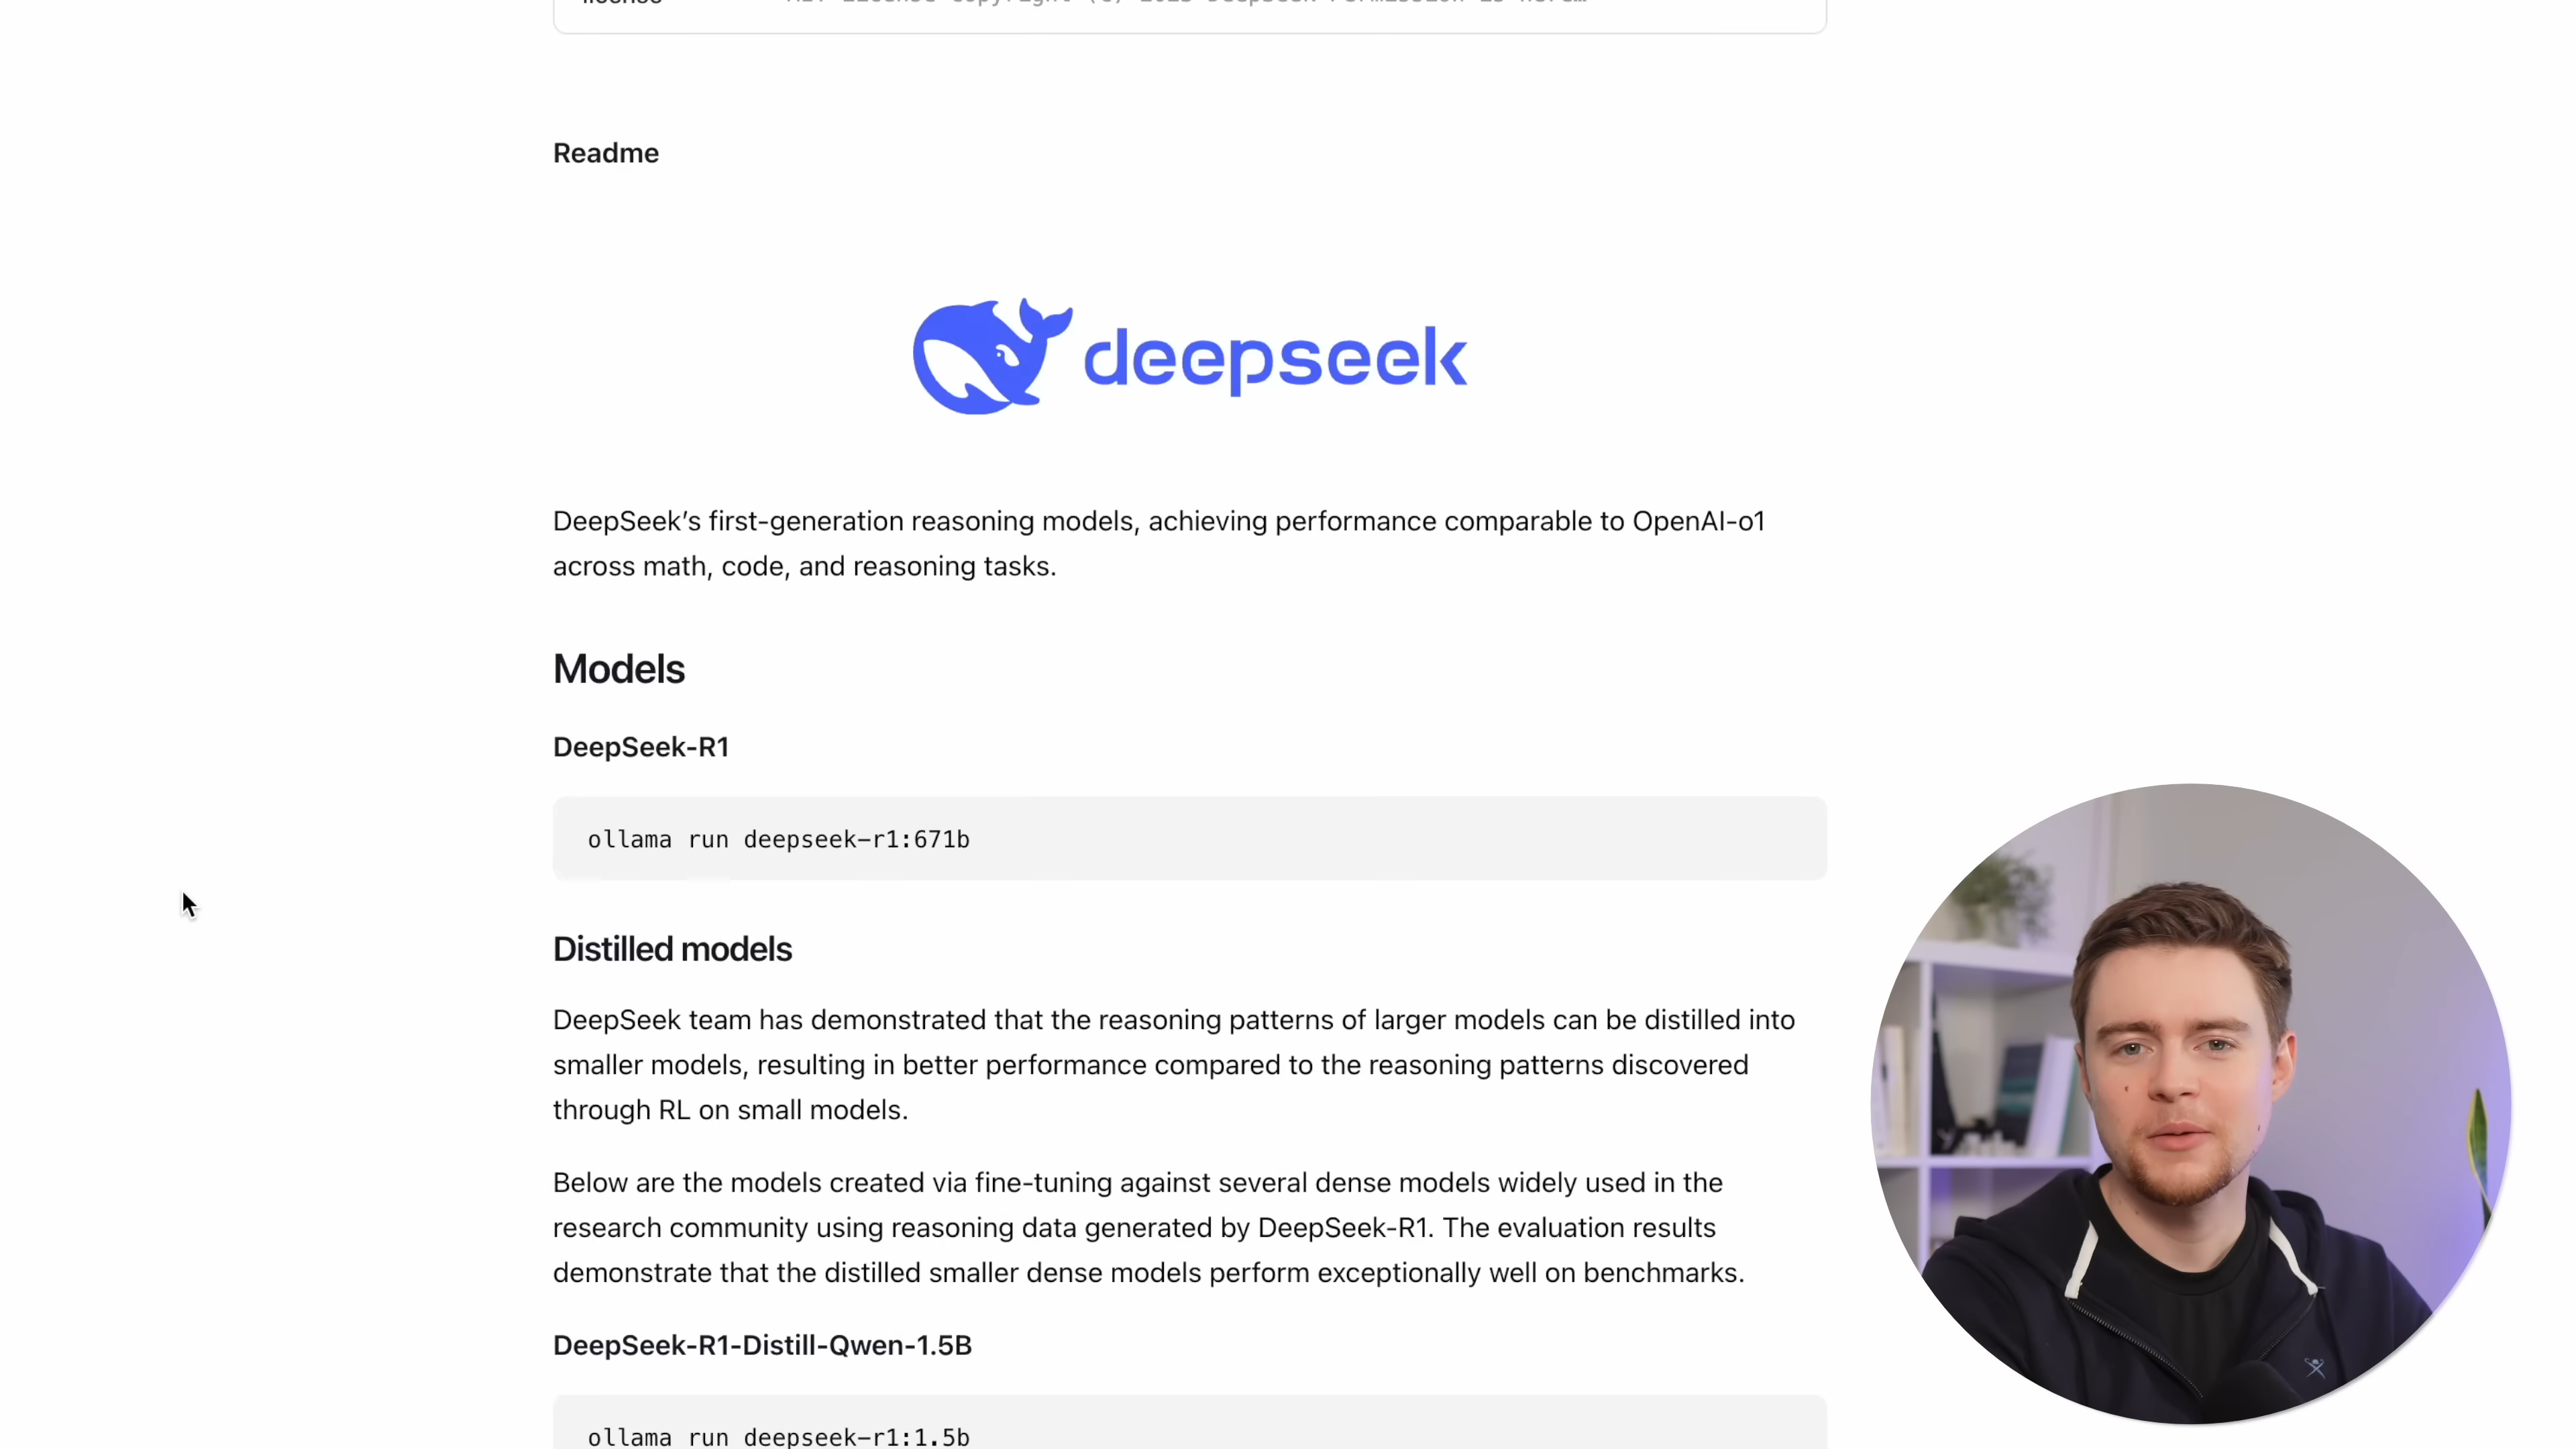 Readme
deepseek
DeepSeek’s first-generation reasoning models, achieving performance comparable to OpenAI-o1
across math, code, and reasoning tasks.
Models
DeepSeek-R1
ollama run deepseek-r1:671b
Distilled models
DeepSeek team has demonstrated that the reasoning patterns of larger models can be distilled into
smaller models, resulting in better performance compared to the reasoning patterns discovered
through RL on small models.
Below are the models created via fine-tuning against several dense models widely used in the
research community using reasoning data generated by DeepSeek-R1. The evaluation results
demonstrate that the distilled smaller dense models perform exceptionally well on benchmarks.
DeepSeek-R1-Distill-Qwen-1.5B
ollama run deepseek-r1:1.5b